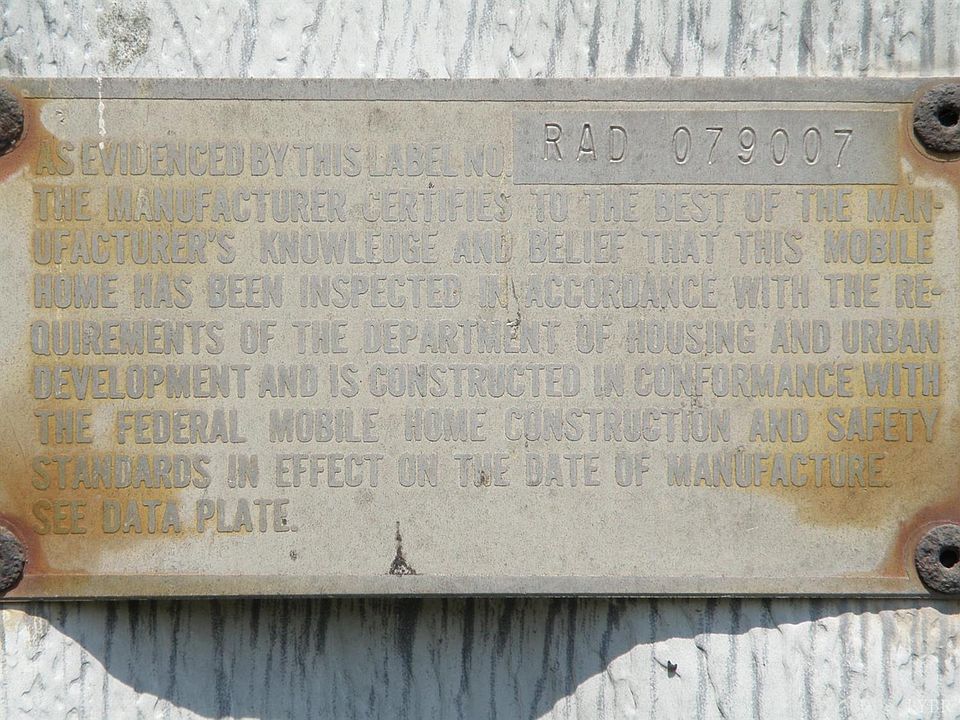 AS EVIDENCED BY THIS LABEL NO. RAD 079007
THE MANUFACTURER CERTIFIES TO THE BEST OF THE MAN-
UFACTURER'S KNOWLEDGE AND BELIEF THAT THIS MOBILE
HOME HAS BEEN INSPECTED IN ACCORDANCE WITH THE RE-
QUIREMENTS OF THE DEPARTMENT OF HOUSING AND URBAN
DEVELOPMENT AND IS CONSTRUCTED IN CONFORMANCE WITH
THE FEDERAL MOBILE HOME CONSTRUCTION AND SAFETY
STANDARDS IN EFFECT ON THE DATE OF MANUFACTURE.
SEE DATA PLATE.